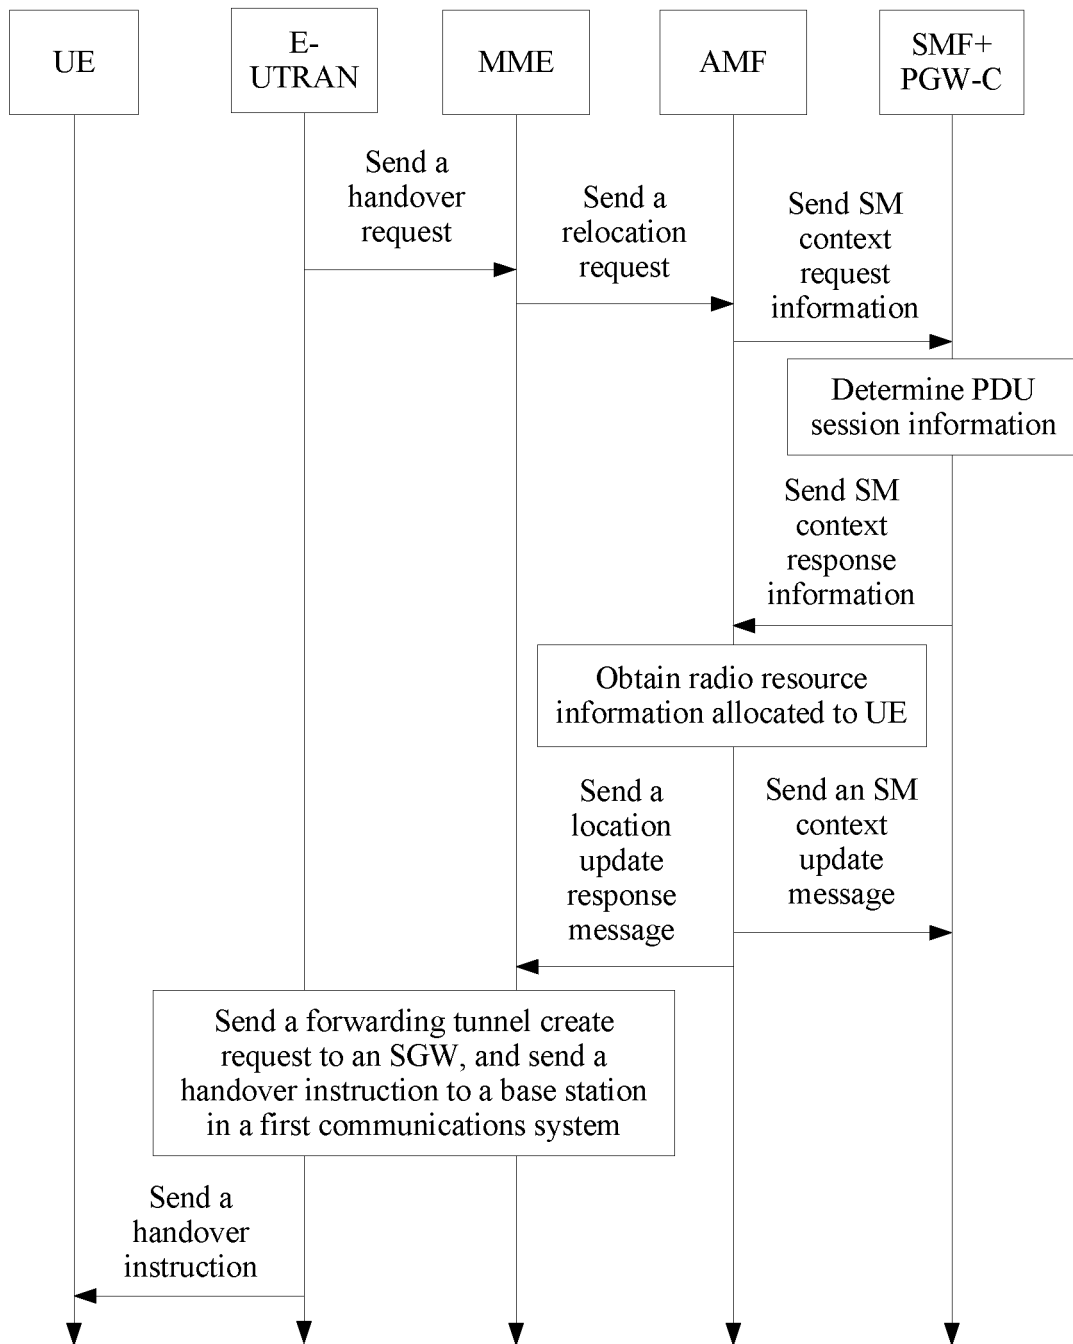 UE
E-
UTRAN
MME
AMF
SMF+
PGW-C
Send a
handover
request
Send a
relocation
request
Send SM
context
request
information
Determine PDU
session information
Send SM
context
response
information
Obtain radio resource
information allocated to UE
Send a
location
update
response
message
Send an SM
context
update
message
Send a forwarding tunnel create
request to an SGW, and send a
handover instruction to a base station
in a first communications system
Send a
handover
instruction